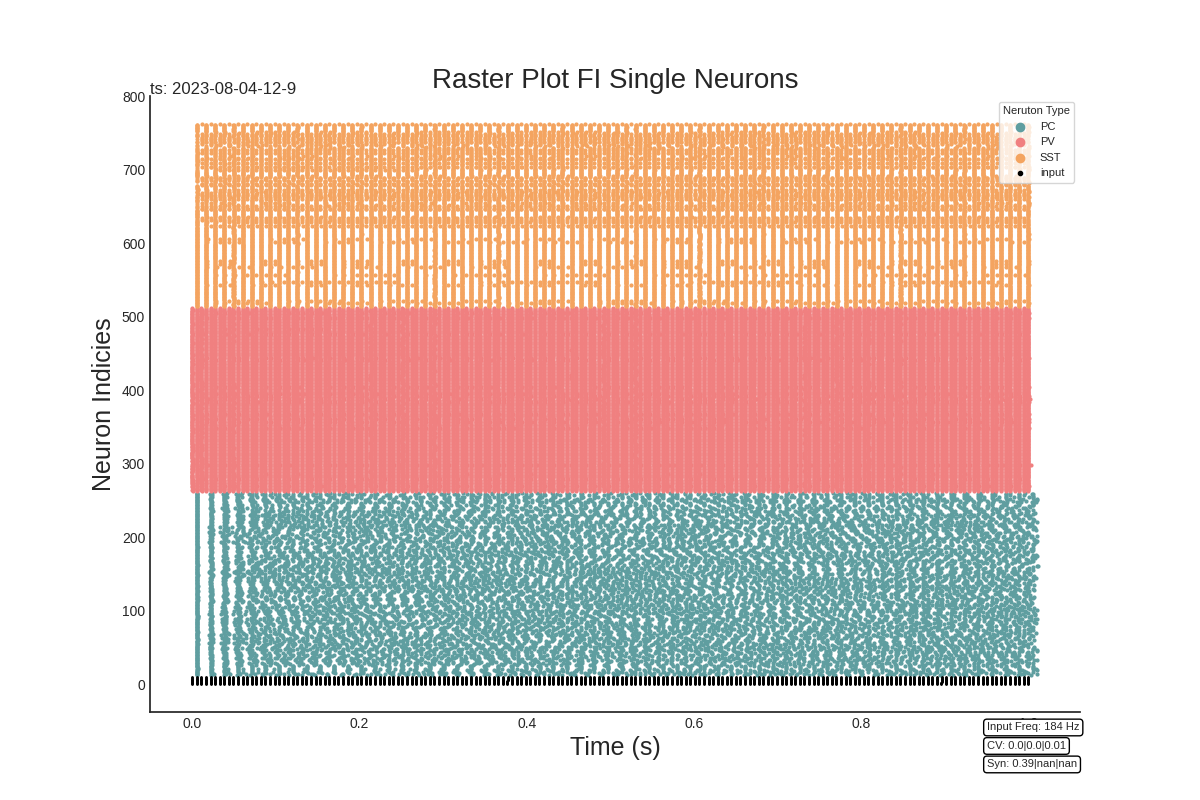 Raster Plot FI Single Neurons
ts: 2023-08-04-12-9
Neruton Type
PC
PV
SST
input
Neuron Indicies
800
700
600
500
400
300
200
100
0
0.0 0.2 0.4 0.6 0.8
Time (s)
Input Freq: 184 Hz
CV: 0.0|0.0|0.01
Syn: 0.39|nan|nan